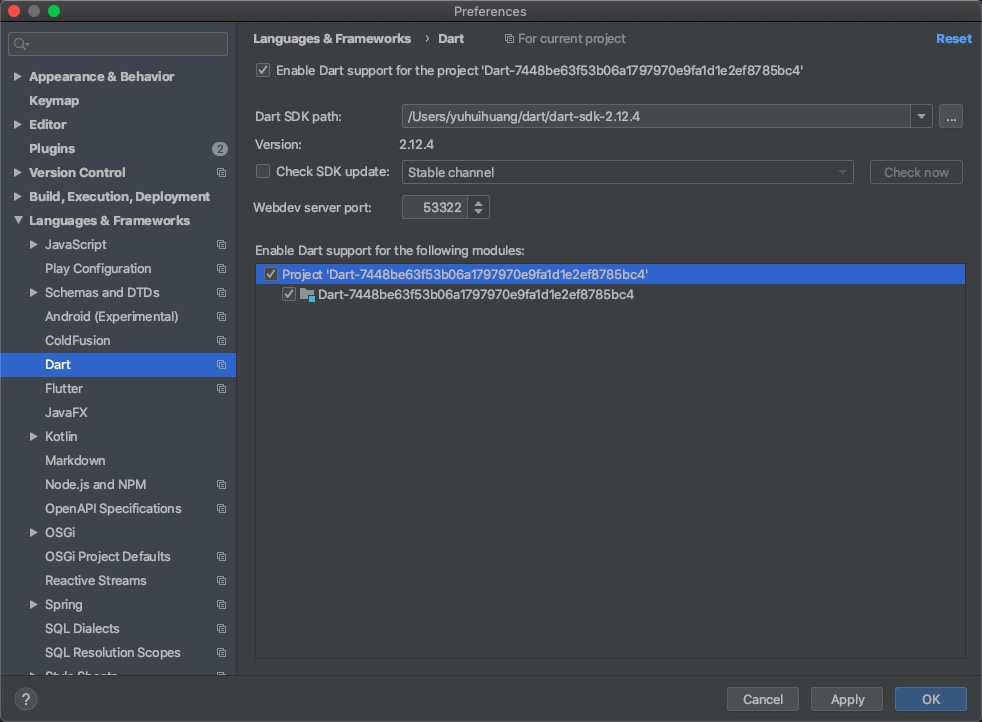 Preferences
Languages & Frameworks › Dart
For current project
Reset
Appearance & Behavior
Keymap
Editor
Plugins 2
Version Control
Build, Execution, Deployment
Languages & Frameworks
JavaScript
Play Configuration
Schemas and DTDs
Android (Experimental)
ColdFusion
Dart
Flutter
JavaFX
Kotlin
Markdown
Node.js and NPM
OpenAPI Specifications
OSGi
OSGi Project Defaults
Reactive Streams
Spring
SQL Dialects
SQL Resolution Scopes
Style Sheets
Enable Dart support for the project 'Dart-7448be63f53b06a1797970e9fa1d1e2ef8785bc4'
Dart SDK path: /Users/yuhuihuang/dart/dart-sdk-2.12.4 ...
Version: 2.12.4
Check SDK update: Stable channel Check now
Webdev server port: 53322
Enable Dart support for the following modules:
Project 'Dart-7448be63f53b06a1797970e9fa1d1e2ef8785bc4'
Dart-7448be63f53b06a1797970e9fa1d1e2ef8785bc4
? Cancel Apply OK